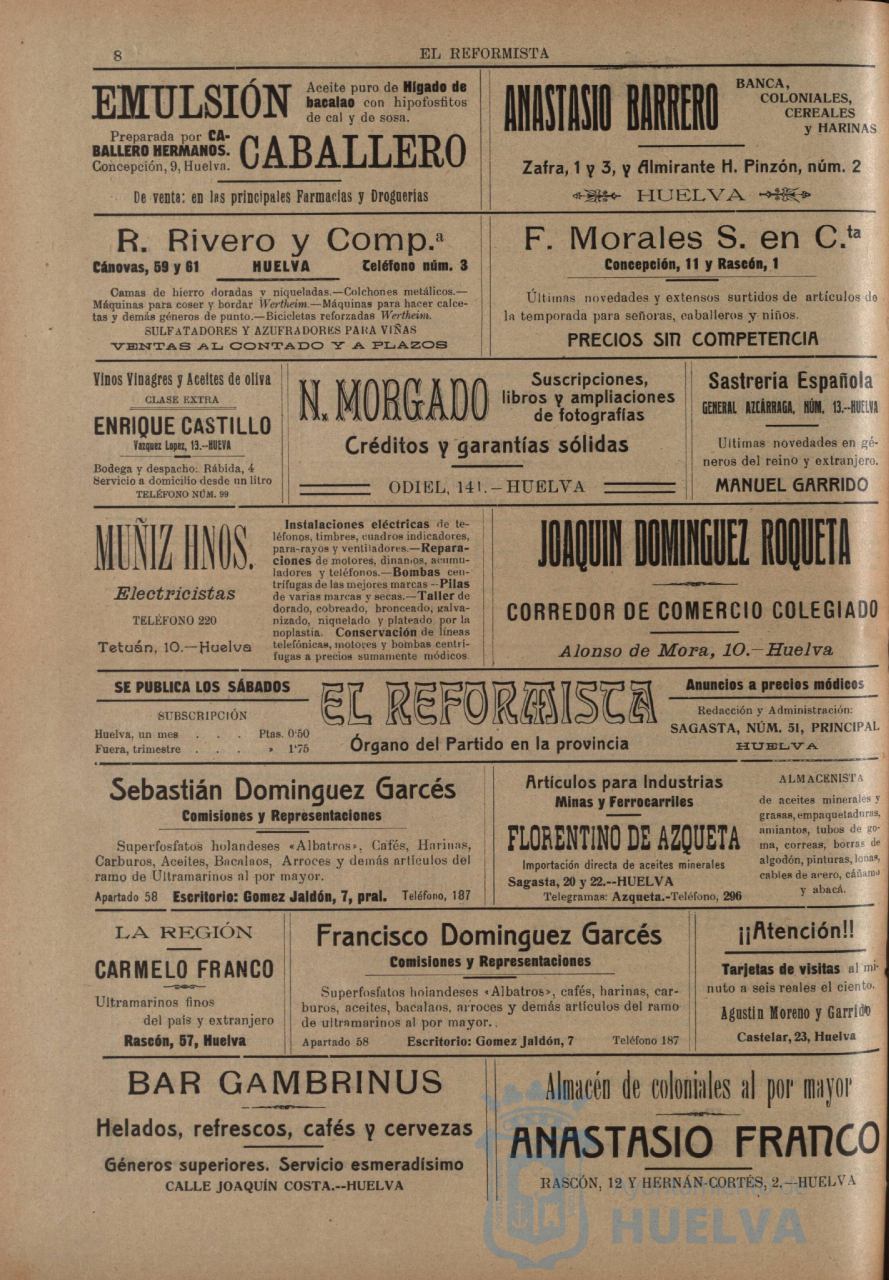 8
EL REFORMISTA
EMULSIÓN
Aceite puro de Hígado de
bacalao con hipofosfitos
de cal y de sosa.
Preparada por CA-
BALLERO HERMANOS.
Concepción, 9, Huelva.
CABALLERO
De venta: en las principales Farmacias y Droguerias
ANASTASIO BARRERO
BANCA,
COLONIALES,
CEREALES
y HARINAS
Zafra, 1 y 3, y Almirante H. Pinzón, núm. 2
HUELVA
R. Rivero y Comp.ª
Cánovas, 59 y 61 HUELVA Teléfono núm. 3
Camas de hierro doradas y niqueladas.—Colchones metálicos.—
Máquinas para coser y bordar Wertheim.—Máquinas para hacer calce-
tas y demás géneros de punto.—Bicicletas reforzadas Wertheim.
SULFATADORES Y AZUFRADORES PARA VIÑAS
VENTAS AL CONTADO Y A PLAZOS
F. Morales S. en C.ta
Concepción, 11 y Rascón, 1
Últimas novedades y extensos surtidos de artículos de
la temporada para señoras, caballeros y niños.
PRECIOS SIN COMPETENCIA
Vinos Vinagres y Aceites de oliva
CLASE EXTRA
ENRIQUE CASTILLO
Vazquez Lopez, 13.--HUEVA
Bodega y despacho: Rábida, 4
Servicio a domicilio desde un litro
TELÉFONO NÚM. 99
N. MORGADO
Suscripciones,
libros y ampliaciones
de fotografías
Créditos y garantías sólidas
ODIEL, 141.—HUELVA
Sastreria Española
GENERAL AZCÁRRAGA, NÚM. 13.--HUELVA
Ultimas novedades en gé-
neros del reino y extranjero.
MANUEL GARRIDO
MUÑIZ HNOS.
Electricistas
TELÉFONO 220
Tetuán, 10.—Huelva
Instalaciones eléctricas de te-
léfonos, timbres, cuadros indicadores,
para-rayos y ventiladores.—Repara-
ciones de motores, dinamos, acumu-
ladores y teléfonos.—Bombas cen-
trífugas de las mejores marcas—Pilas
de varias marcas y secas.—Taller de
dorado, cobreado, bronceado, galva-
nizado, niquelado y plateado por la
noplastia. Conservación de líneas
telefónicas, motores y bombas centri-
fugas a precios sumamente módicos.
JOAQUIN DOMINGUEZ ROQUETA
CORREDOR DE COMERCIO COLEGIADO
Alonso de Mora, 10.—Huelva
SE PUBLICA LOS SÁBADOS
SUBSCRIPCIÓN
Huelva, un mes . . . Ptas. 0'50
Fuera, trimestre . . . » 1'75
EL REFORMISTA
Órgano del Partido en la provincia
Anuncios a precios módicos
Redacción y Administración:
SAGASTA, NÚM. 51, PRINCIPAL
HUELVA
Sebastián Dominguez Garcés
Comisiones y Representaciones
Superfosfatos holandeses «Albatros», Cafés, Harinas,
Carburos, Aceites, Bacalaos, Arroces y demás artículos del
ramo de Ultramarinos al por mayor.
Apartado 58 Escritorio: Gomez Jaldón, 7, pral. Teléfono, 187
Artículos para Industrias
Minas y Ferrocarriles
FLORENTINO DE AZQUETA
Importación directa de aceites minerales
Sagasta, 20 y 22.--HUELVA
Telegramas: Azqueta.-Teléfono, 296
ALMACENISTA
de aceites minerales y
grasas, empaquetaduras,
amiantos, tubos de go-
ma, correas, borras de
algodón, pinturas, lonas,
cables de acero, cáñamo
y abacá.
LA REGIÓN
CARMELO FRANCO
Ultramarinos finos
del país y extranjero
Rascón, 57, Huelva
Francisco Dominguez Garcés
Comisiones y Representaciones
Superfosfatos holandeses «Albatros», cafés, harinas, car-
buros, aceites, bacalaos, arroces y demás artículos del ramo
de ultramarinos al por mayor.
Apartado 58 Escritorio: Gomez Jaldón, 7 Teléfono 187
¡¡Atención!!
Tarjetas de visitas al mi-
nuto a seis reales el ciento.
Agustin Moreno y Garrido
Castelar, 23, Huelva
BAR GAMBRINUS
Helados, refrescos, cafés y cervezas
Géneros superiores. Servicio esmeradísimo
CALLE JOAQUÍN COSTA.--HUELVA
Almacén de coloniales al por mayor
ANASTASIO FRANCO
RASCÓN, 12 Y HERNÁN-CORTÉS, 2.—HUELVA
Ayuntamiento de
HUELVA